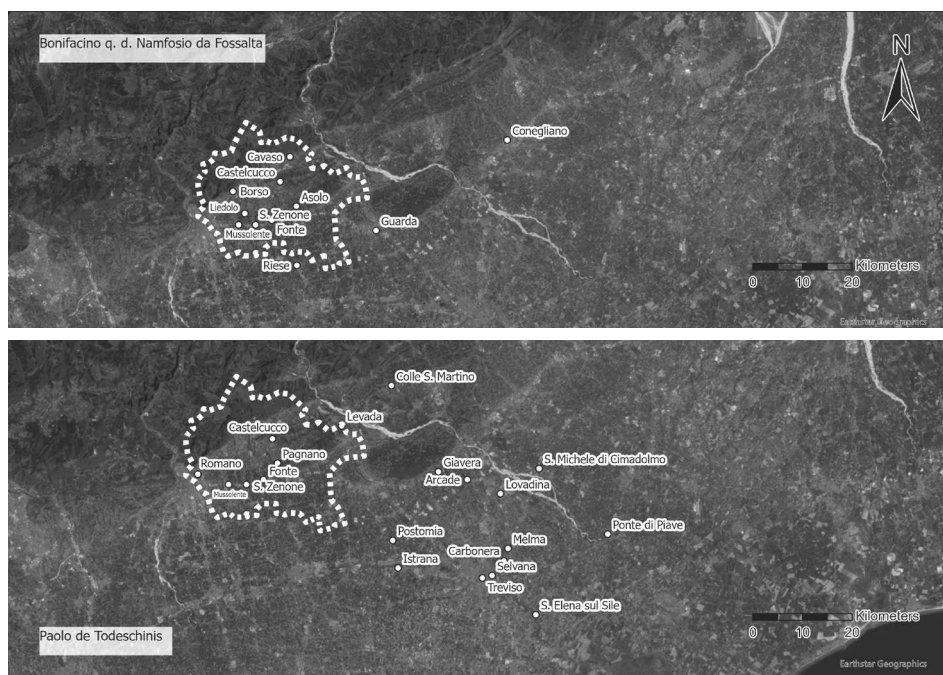 Bonifacino q. d. Namfosio da Fossalta
N
Conegliano
Cavaso
Castelcucco
Borso
Asolo
Liedolo
S. Zenone
Guarda
Mussolente
Fonte
Riese
Kilometers
0 10 20
Earthstar Geographics
Colle S. Martino
Levada
Castelcucco
Pagnano
Romano
Giavera
S. Michele di Cimadolmo
Fonte
Arcade
Lovadina
S. Zenone
Mussolente
Postomia
Ponte di Piave
Melma
Carbonera
Istrana
Selvana
Treviso
S. Elena sul Sile
Kilometers
0 10 20
Paolo de Todeschinis
Earthstar Geographics